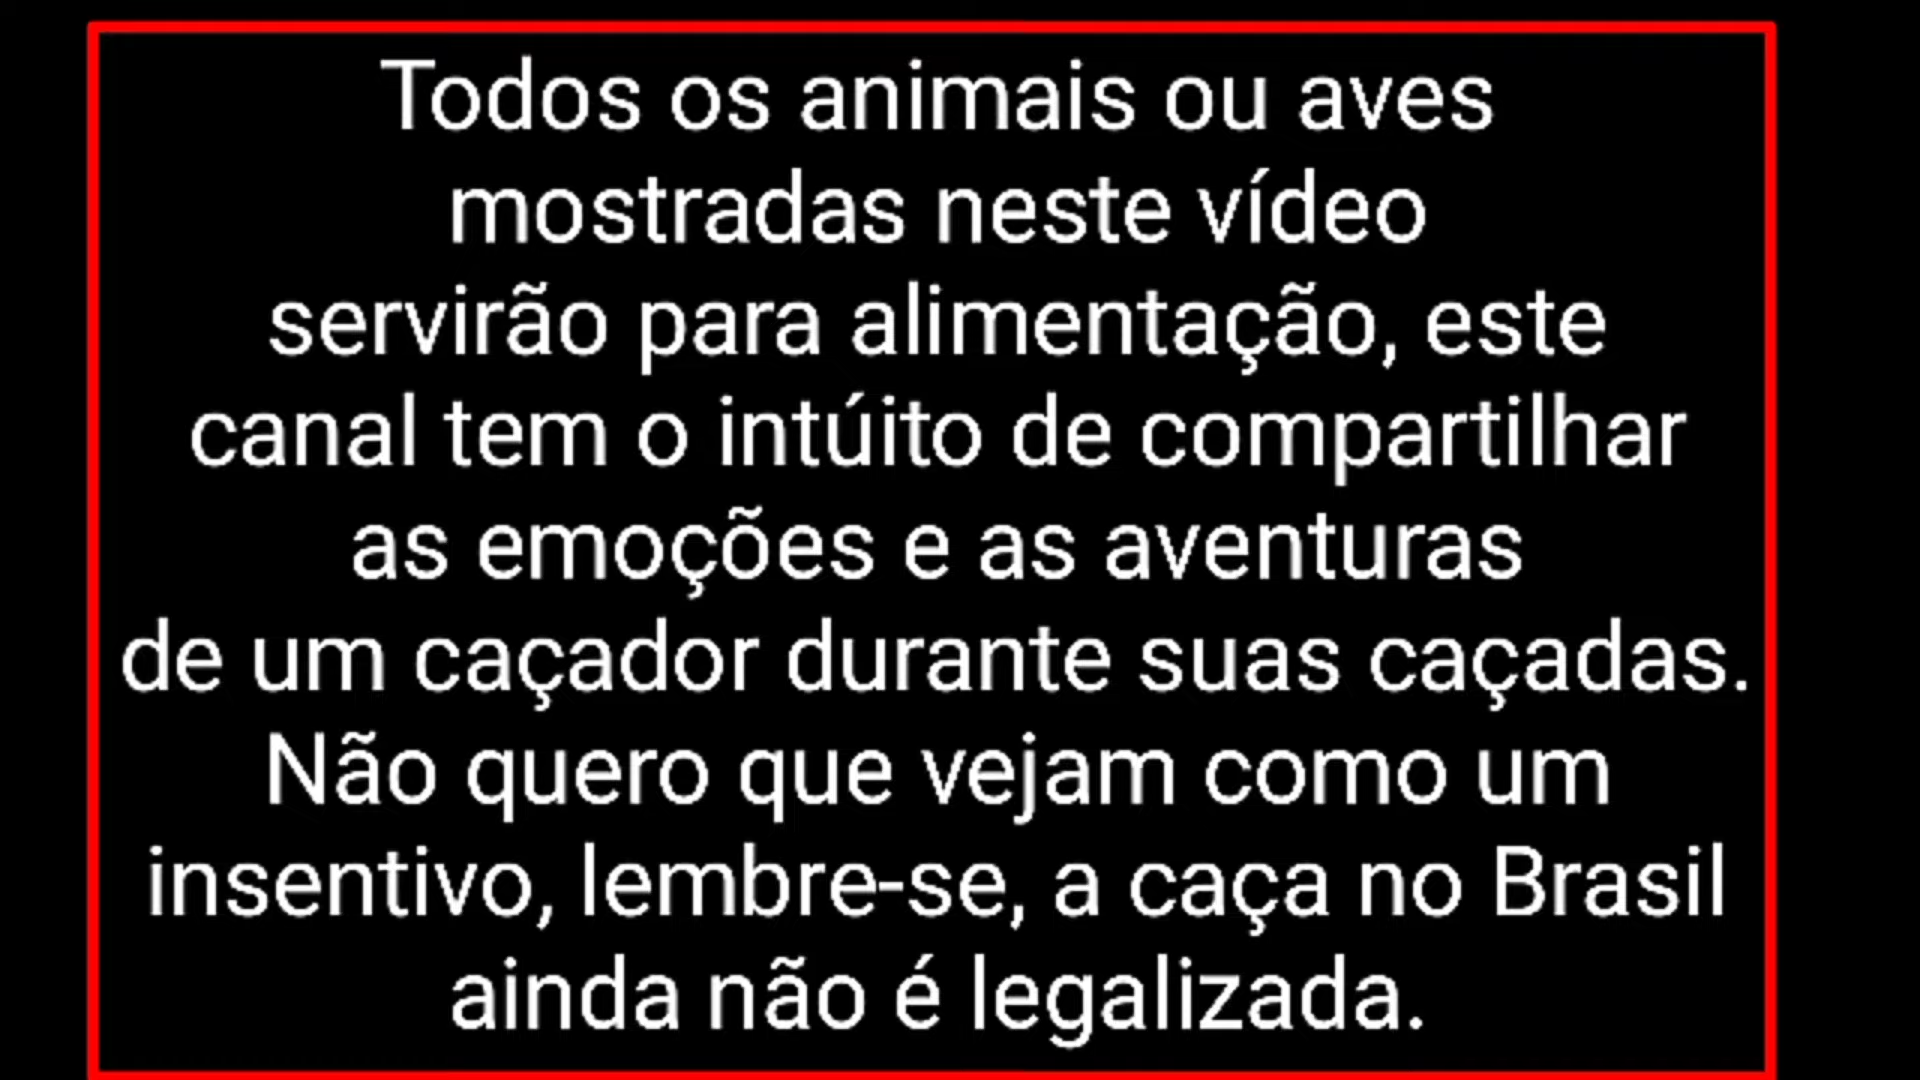 Todos os animais ou aves
mostradas neste vídeo
servirão para alimentação, este
canal tem o intúito de compartilhar
as emoções e as aventuras
de um caçador durante suas caçadas.
Não quero que vejam como um
insentivo, lembre-se, a caça no Brasil
ainda não é legalizada.